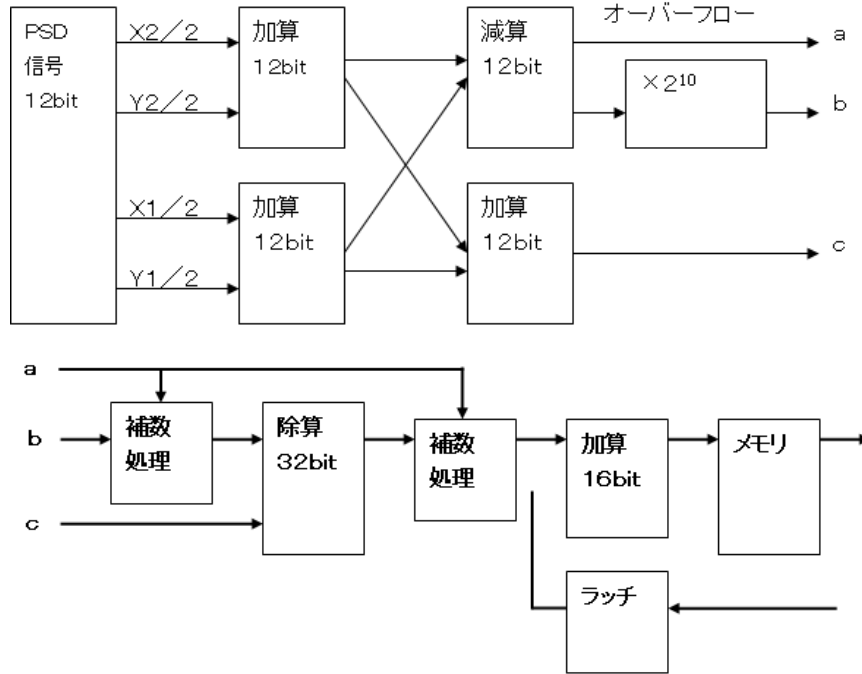 PSD
信号
12bit
X2／2
Y2／2
X1／2
Y1／2
加算
12bit
加算
12bit
減算
12bit
加算
12bit
オーバーフロー
×2¹⁰
a
b
c
a
b
c
補数
処理
除算
32bit
補数
処理
加算
16bit
メモリ
ラッチ